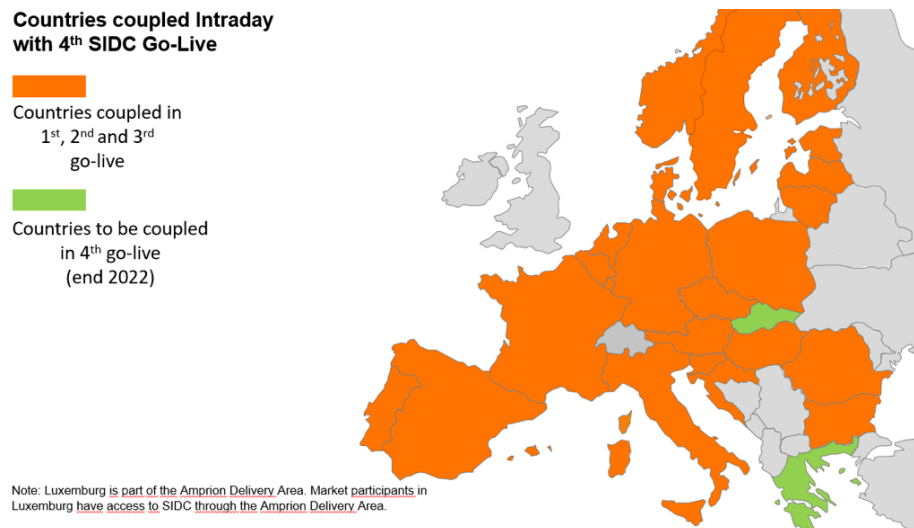 Countries coupled Intraday
with 4th SIDC Go-Live
Countries coupled in
1st, 2nd and 3rd
go-live
Countries to be coupled
in 4th go-live
(end 2022)
Note: Luxemburg is part of the Amprion Delivery Area. Market participants in
Luxemburg have access to SIDC through the Amprion Delivery Area.